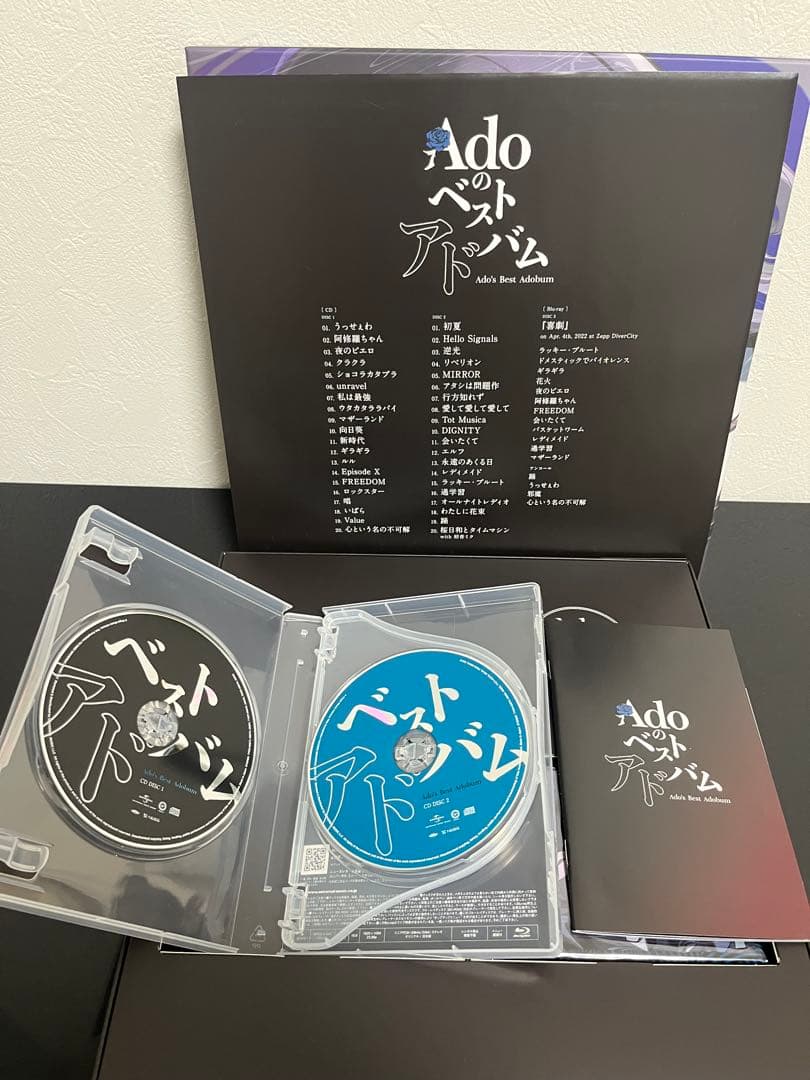 Ado
の
ベスト
アドバム
Ado's Best Adobum
[CD]
DISC 1
01. うっせぇわ
02. 阿修羅ちゃん
03. 夜のピエロ
04. クラクラ
05. ショコラカタブラ
06. unravel
07. 私は最強
08. ウタカタララバイ
09. マザーランド
10. 向日葵
11. 新時代
12. ギラギラ
13. ルル
14. Episode X
15. FREEDOM
16. ロックスター
17. 唱
18. いばら
19. Value
20. 心という名の不可解
DISC 2
01. 初夏
02. Hello Signals
03. 逆光
04. リベリオン
05. MIRROR
06. アタシは問題作
07. 行方知れず
08. 愛して愛して愛して
09. Tot Musica
10. DIGNITY
11. 会いたくて
12. エルフ
13. 永遠のあくる日
14. レディメイド
15. ラッキー・ブルート
16. 過学習
17. オールナイトレディオ
18. わたしに花束
19. 踊
20. 桜日和とタイムマシン
with 初音ミク
[Blu-ray]
DISC 3
『喜劇』
on Apr. 4th, 2022 at Zepp DiverCity
ラッキー・ブルート
ドメスティックでバイオレンス
ギラギラ
花火
夜のピエロ
阿修羅ちゃん
FREEDOM
会いたくて
バスケットワーム
レディメイド
過学習
マザーランド
アンコール
踊
うっせぇわ
邪魔
心という名の不可解
ベスト
アドバム
Ado's Best Adobum
CD DISC 1
ベスト
アドバム
Ado's Best Adobum
CD DISC 2
Ado
の
ベスト
アドバム
Ado's Best Adobum